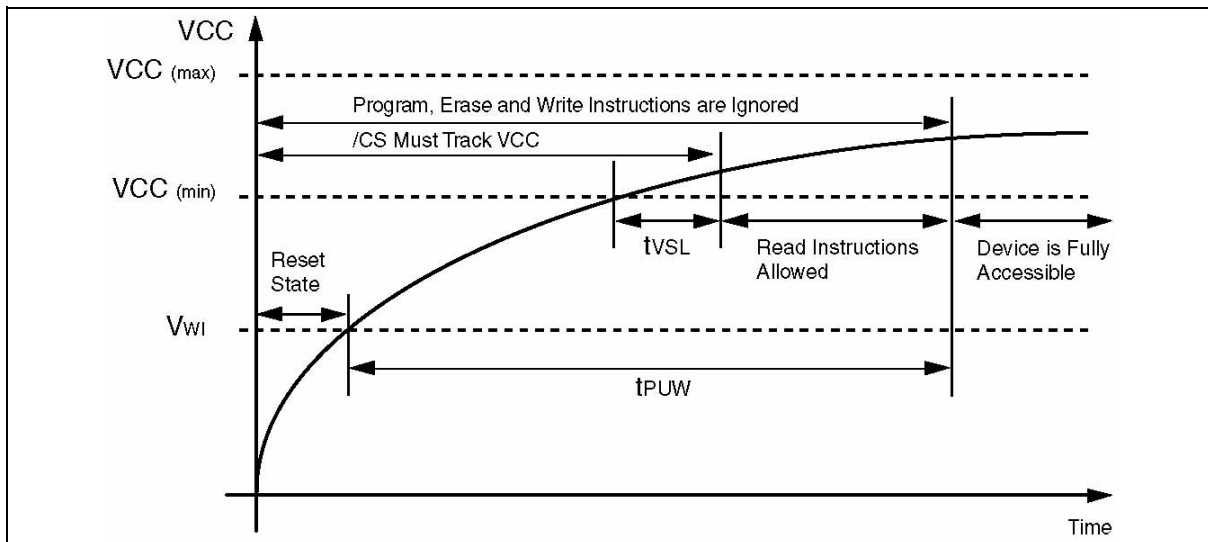 VCC
VCC (max)
Program, Erase and Write Instructions are Ignored
/CS Must Track VCC
VCC (min)
tVSL
Read Instructions
Allowed
Device is Fully
Accessible
Reset
State
VWI
tPUW
Time